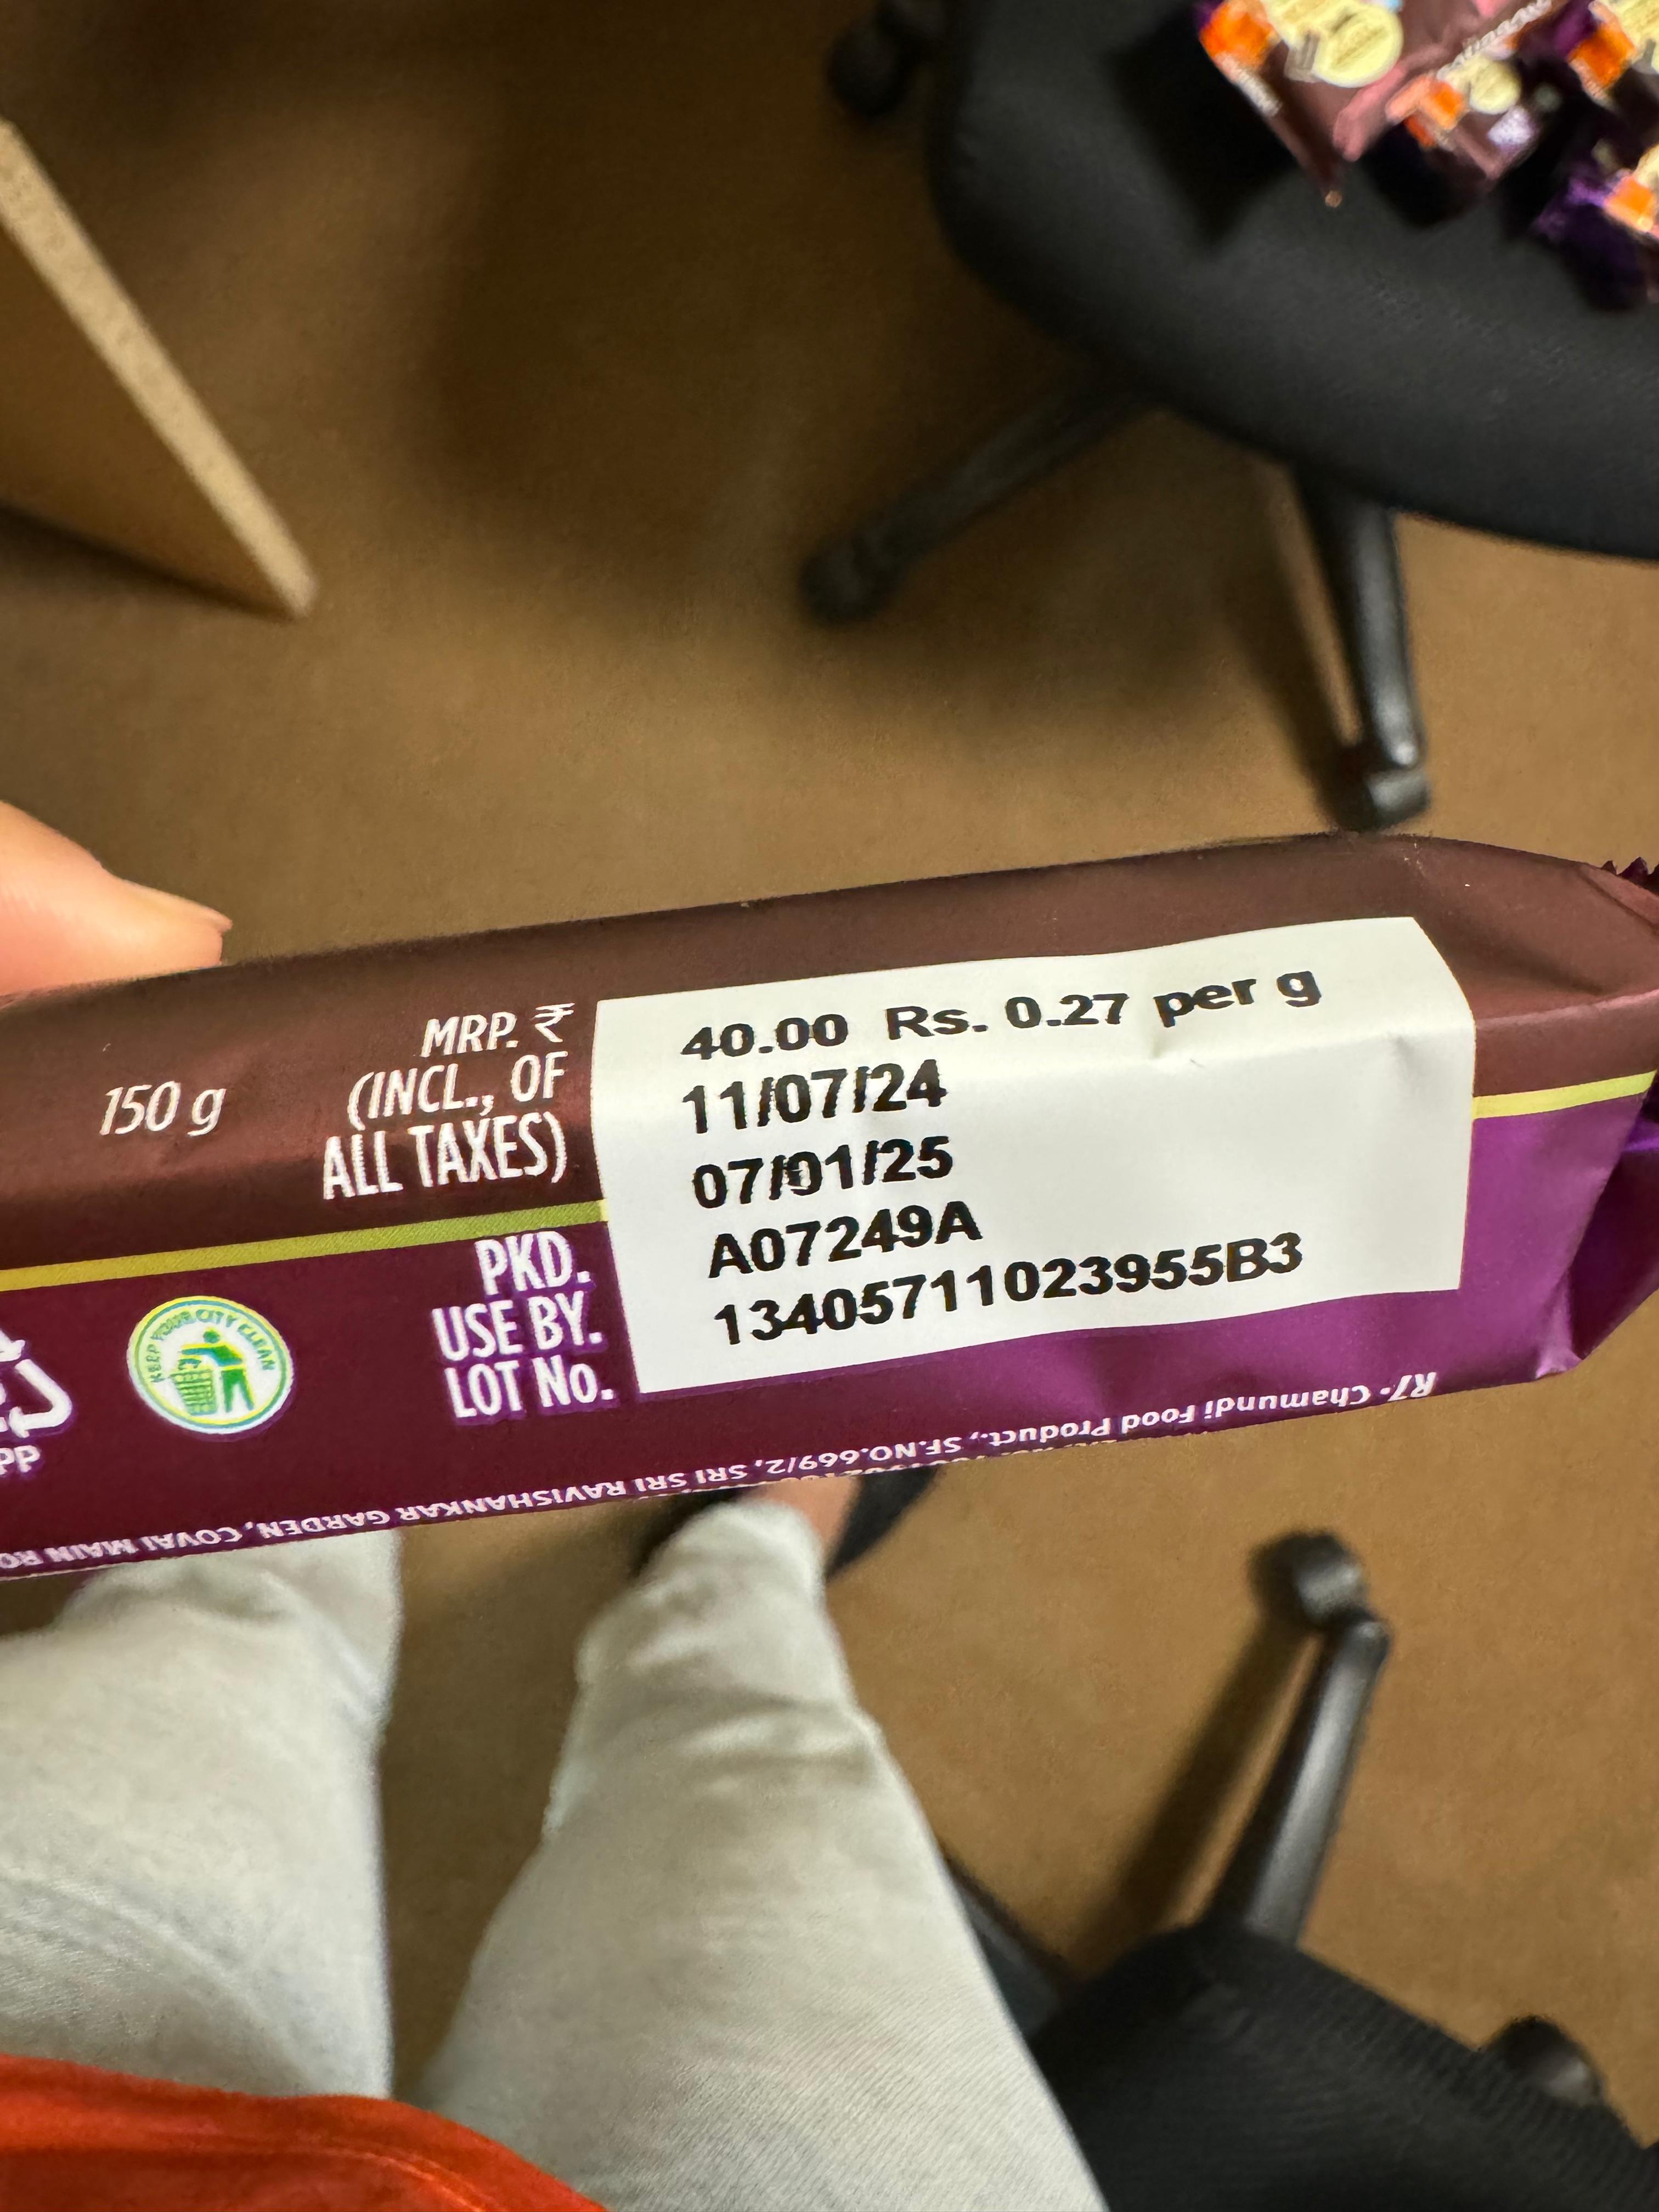 150 g
MRP. ₹
(INCL., OF
ALL TAXES)
40.00 Rs. 0.27 per g
11/07/24
07/01/25
A07249A
13405711023955B3
PKD.
USE BY.
LOT No.
KEEP YOUR CITY CLEAN
PP
R7- Chamundi Food Product., SF.NO.669/2, SRI SRI RAVISHANKAR GARDEN, COVAI MAIN